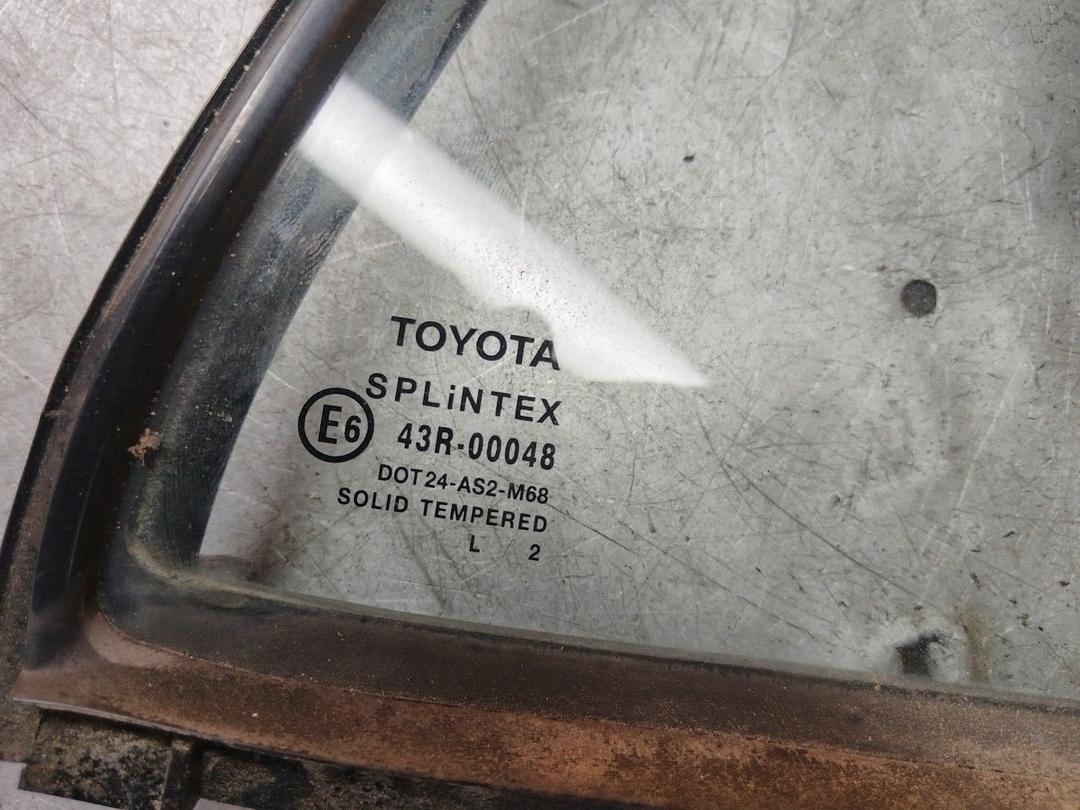 TOYOTA
SPLiNTEX
E6 43R-00048
DOT24-AS2-M68
SOLID TEMPERED
L 2